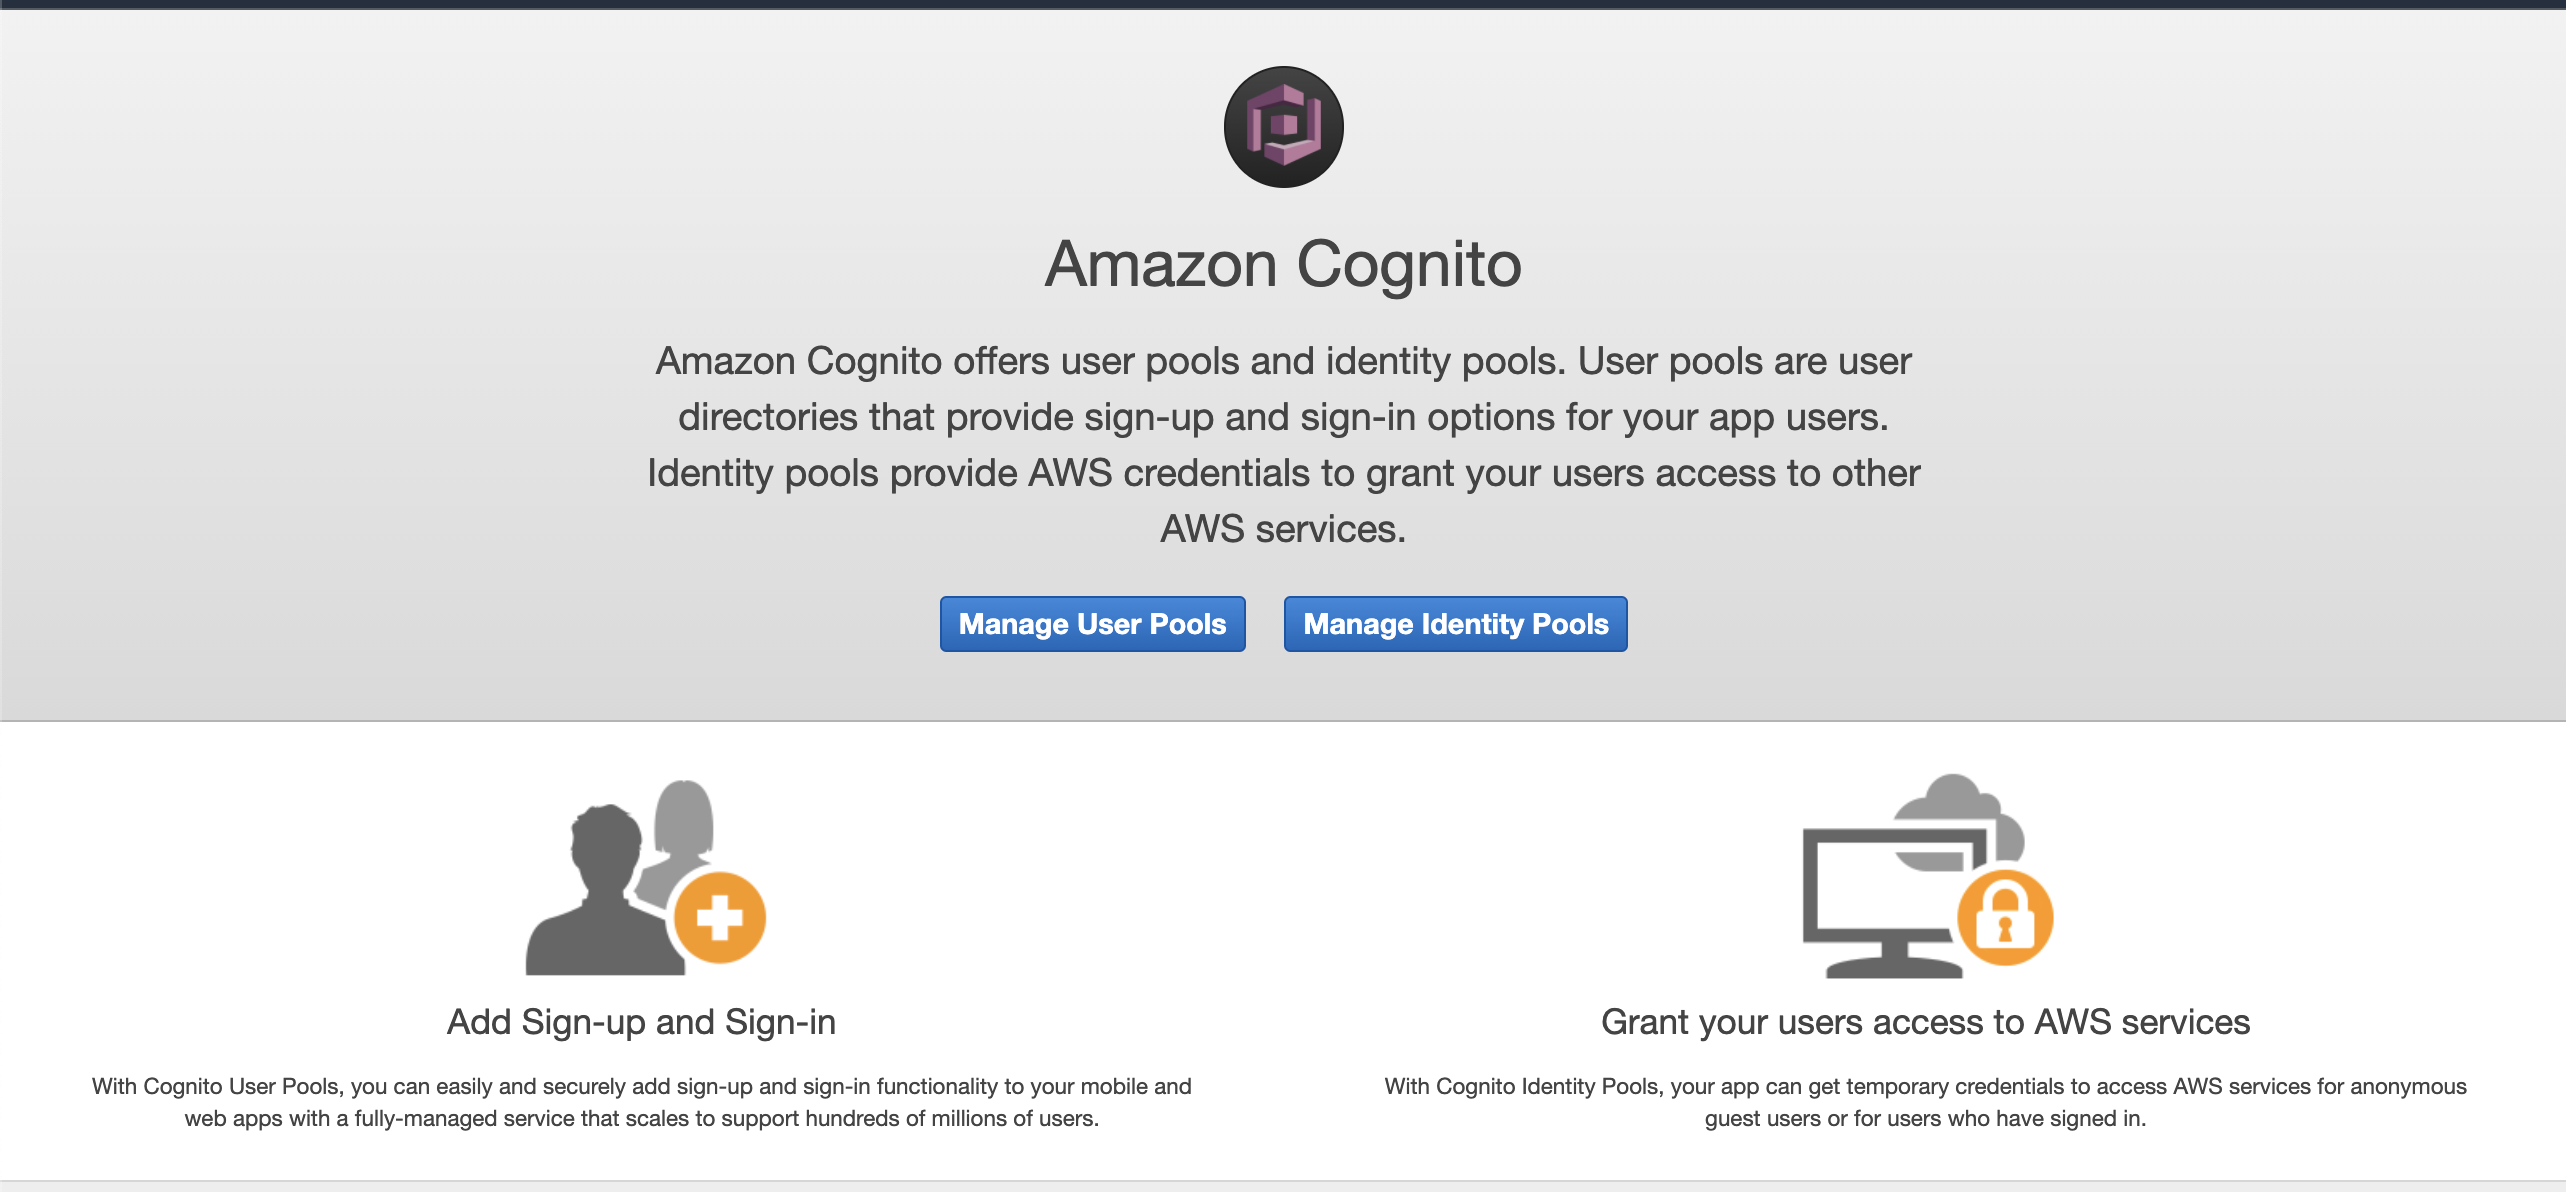 Amazon Cognito
Amazon Cognito offers user pools and identity pools. User pools are user
directories that provide sign-up and sign-in options for your app users.
Identity pools provide AWS credentials to grant your users access to other
AWS services.
Manage User Pools
Manage Identity Pools
Add Sign-up and Sign-in
With Cognito User Pools, you can easily and securely add sign-up and sign-in functionality to your mobile and
web apps with a fully-managed service that scales to support hundreds of millions of users.
Grant your users access to AWS services
With Cognito Identity Pools, your app can get temporary credentials to access AWS services for anonymous
guest users or for users who have signed in.